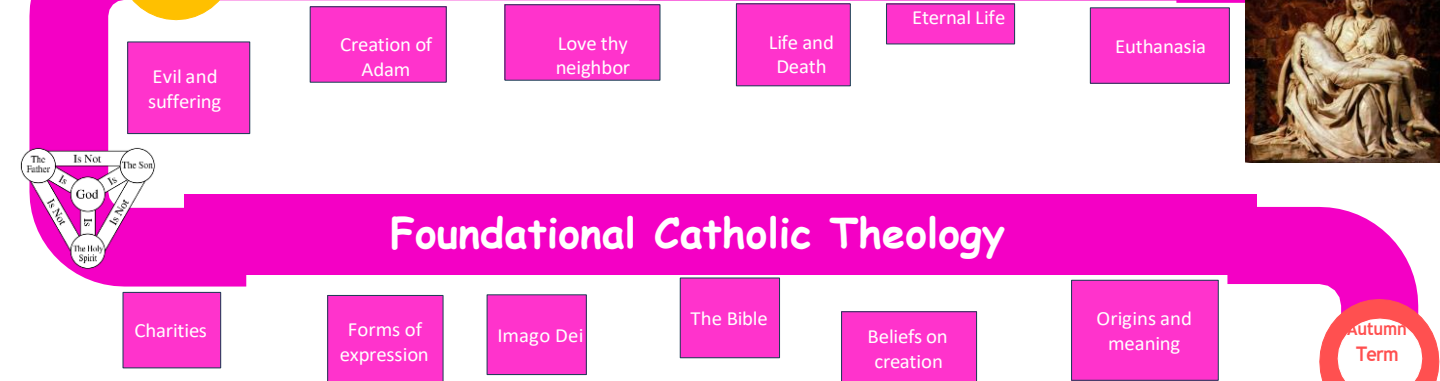 Eternal Life
Creation of
Adam
Love thy
neighbor
Life and
Death
Euthanasia
Evil and
suffering
The
Father
Is Not
The Son
Is
Is
God
Is Not
Is
Is Not
The Holy
Spirit
Foundational Catholic Theology
Charities
Forms of
expression
Imago Dei
The Bible
Beliefs on
creation
Origins and
meaning
Autumn
Term